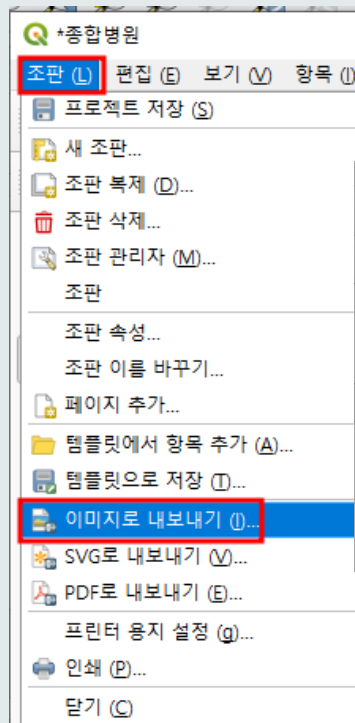 *종합병원
조판 (L) 편집 (E) 보기 (V) 항목 (I)
프로젝트 저장 (S)
새 조판...
조판 복제 (D)...
조판 삭제...
조판 관리자 (M)...
조판
조판 속성...
조판 이름 바꾸기...
페이지 추가...
템플릿에서 항목 추가 (A)...
템플릿으로 저장 (T)...
이미지로 내보내기 (I)...
SVG로 내보내기 (V)...
PDF로 내보내기 (E)...
프린터 용지 설정 (g)...
인쇄 (P)...
닫기 (C)